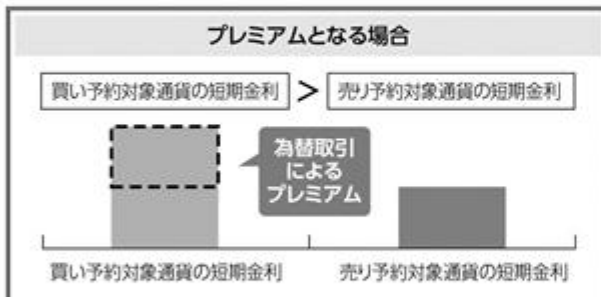 プレミアムとなる場合
買い予約対象通貨の短期金利 > 売り予約対象通貨の短期金利
為替取引
による
プレミアム
買い予約対象通貨の短期金利 売り予約対象通貨の短期金利